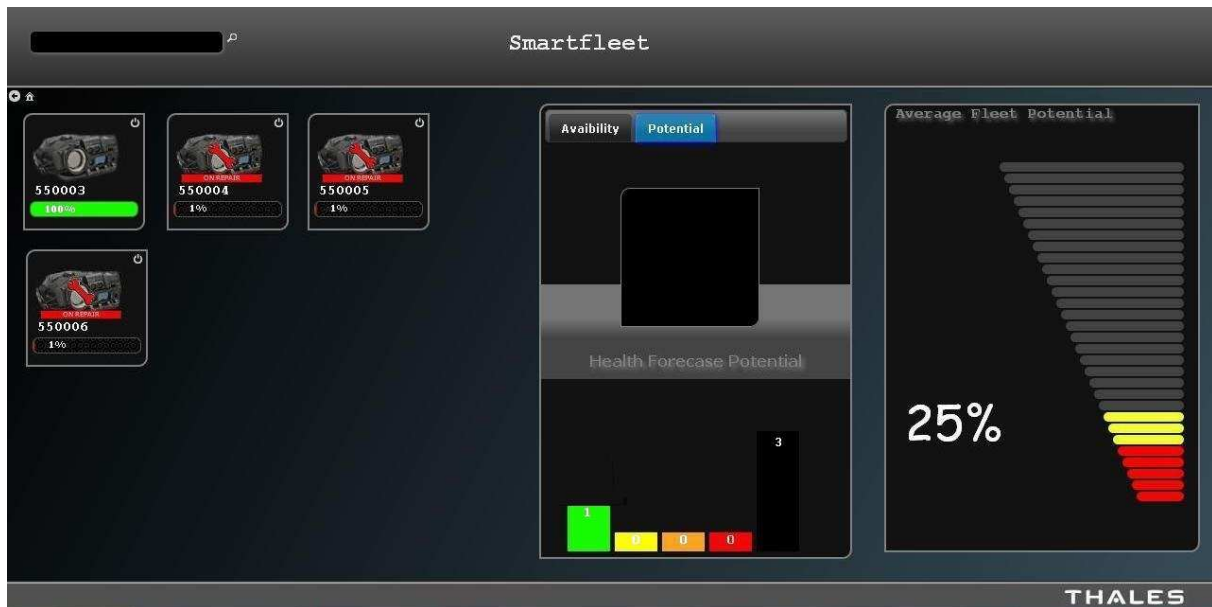 Smartfleet
550003
100%
ON REPAIR
550004
1%
ON REPAIR
550005
1%
ON REPAIR
550006
1%
Avaibility
Potential
Health Forecase Potential
1
0
0
0
3
Average Fleet Potential
25%
THALES